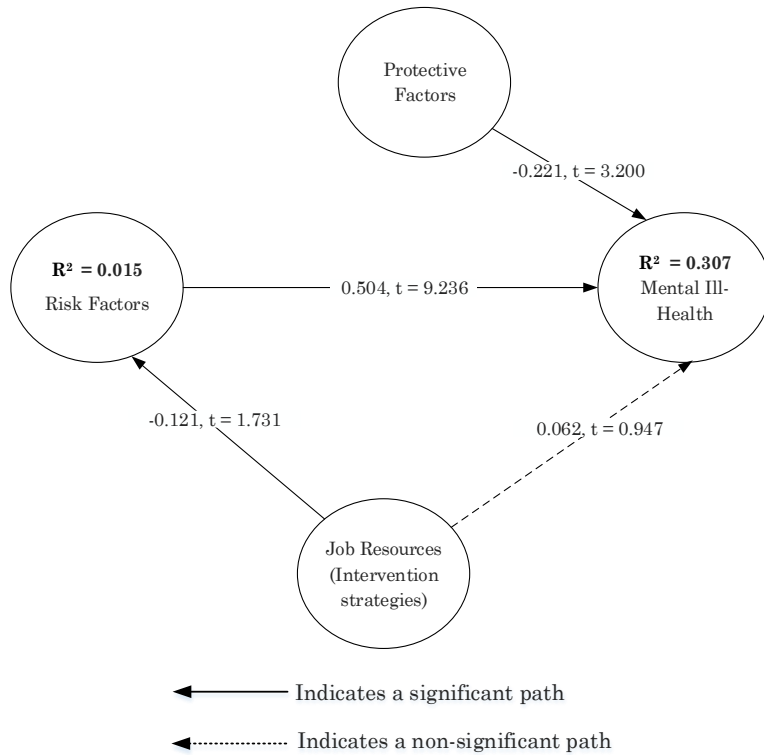 Protective
Factors
-0.221, t = 3.200
R² = 0.015
Risk Factors
0.504, t = 9.236
R² = 0.307
Mental Ill-
Health
-0.121, t = 1.731
0.062, t = 0.947
Job Resources
(Intervention
strategies)
Indicates a significant path
Indicates a non-significant path